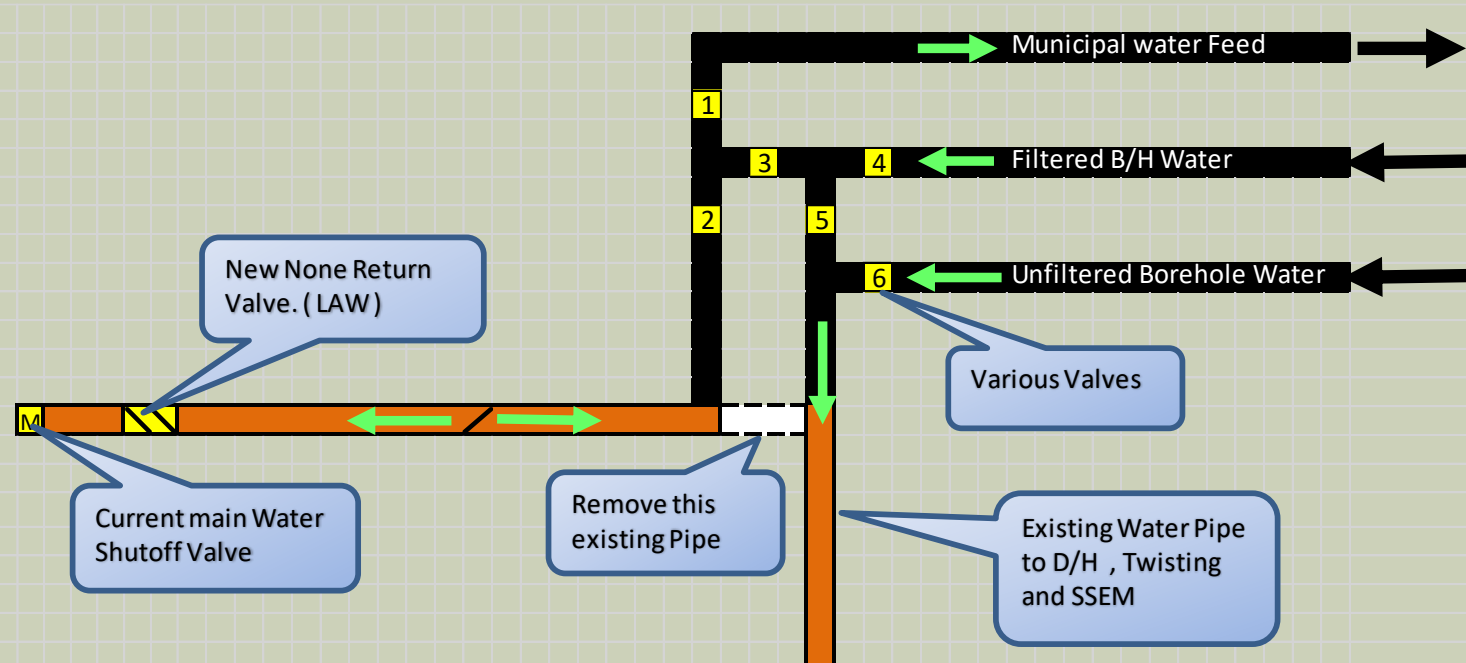 Municipal water Feed
1
3
4
Filtered B/H Water
2
5
New None Return
Valve. ( LAW )
6
Unfiltered Borehole Water
Various Valves
M
Current main Water
Shutoff Valve
Remove this
existing Pipe
Existing Water Pipe
to D/H , Twisting
and SSEM